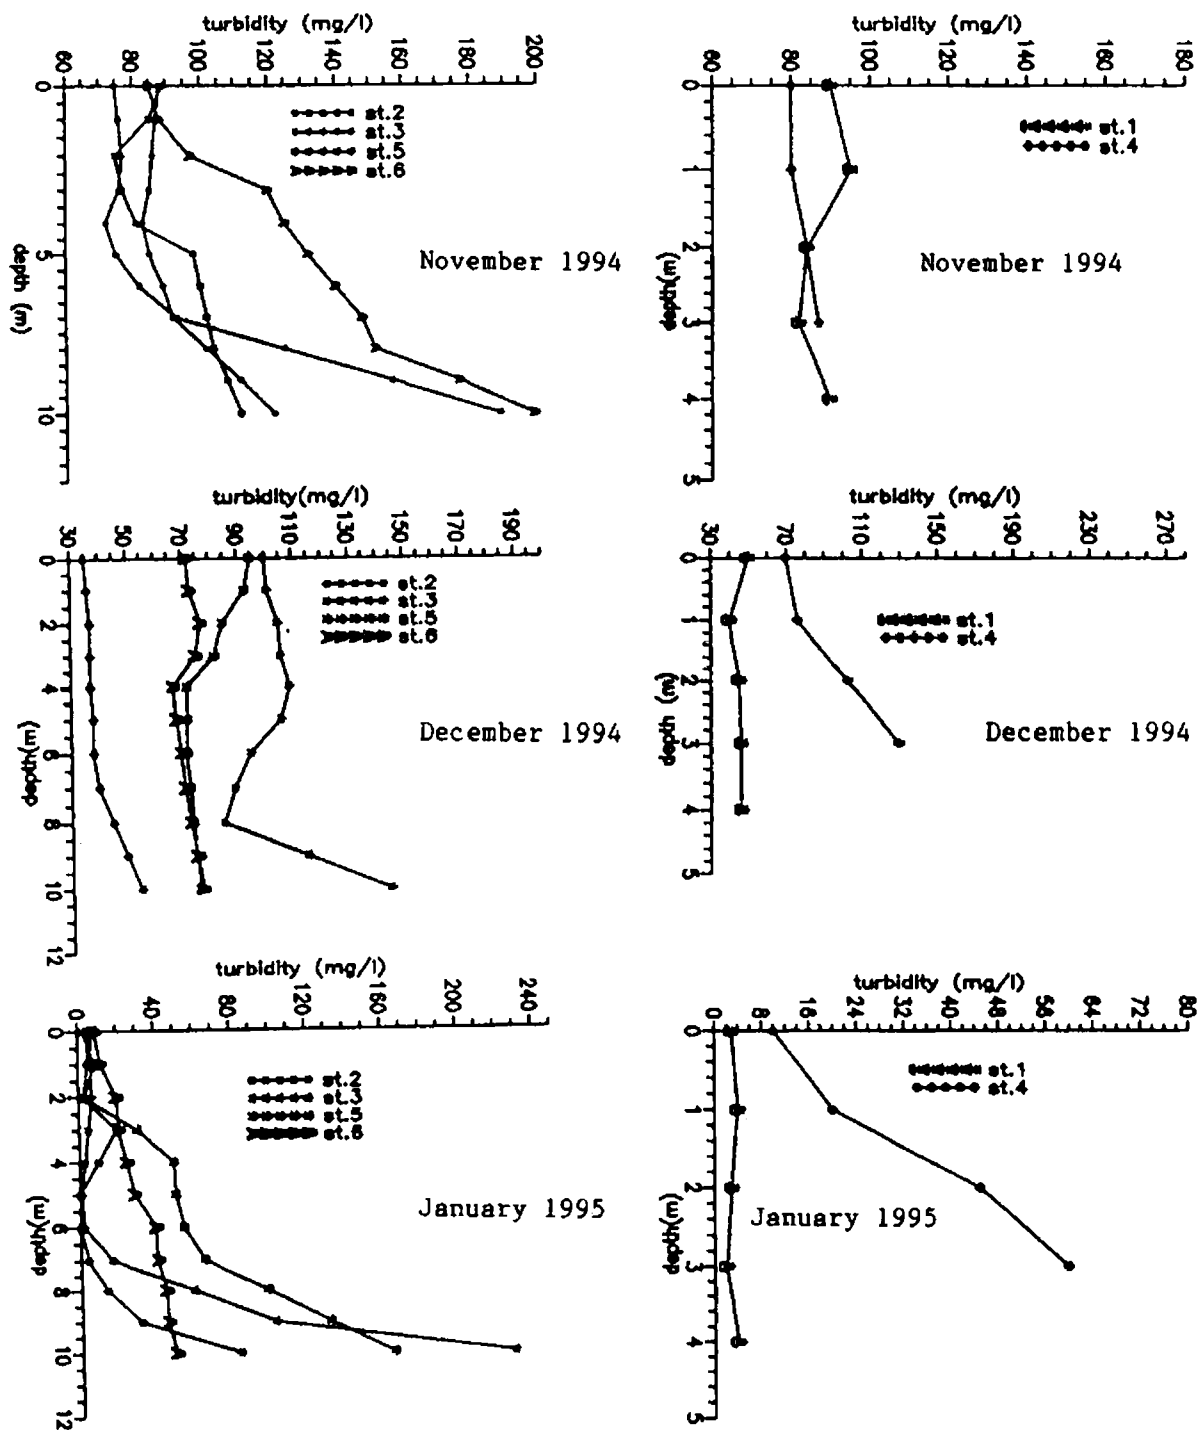 turbidity (mg/l)
60 80 100 120 140 160 200
0 5 10
depth (m)
st.2
st.3
st.5
st.6
November 1994
turbidity (mg/l)
60 80 100 120 140 160 180
0 1 2 3 4 5
depth(m)
st.1
st.4
November 1994
turbidity(mg/l)
30 50 70 90 110 130 150 170 190
0 2 4 6 8 10 12
depth(m)
st.2
st.3
st.5
st.6
December 1994
turbidity (mg/l)
30 70 110 150 190 230 270
0 1 2 3 4 5
depth (m)
st.1
st.4
December 1994
turbidity (mg/l)
0 40 80 120 160 200 240
0 2 4 6 8 10 12
depth(m)
st.2
st.3
st.5
st.6
January 1995
turbidity (mg/l)
0 8 16 24 32 40 48 56 64 72 80
0 1 2 3 4 5
depth(m)
st.1
st.4
January 1995